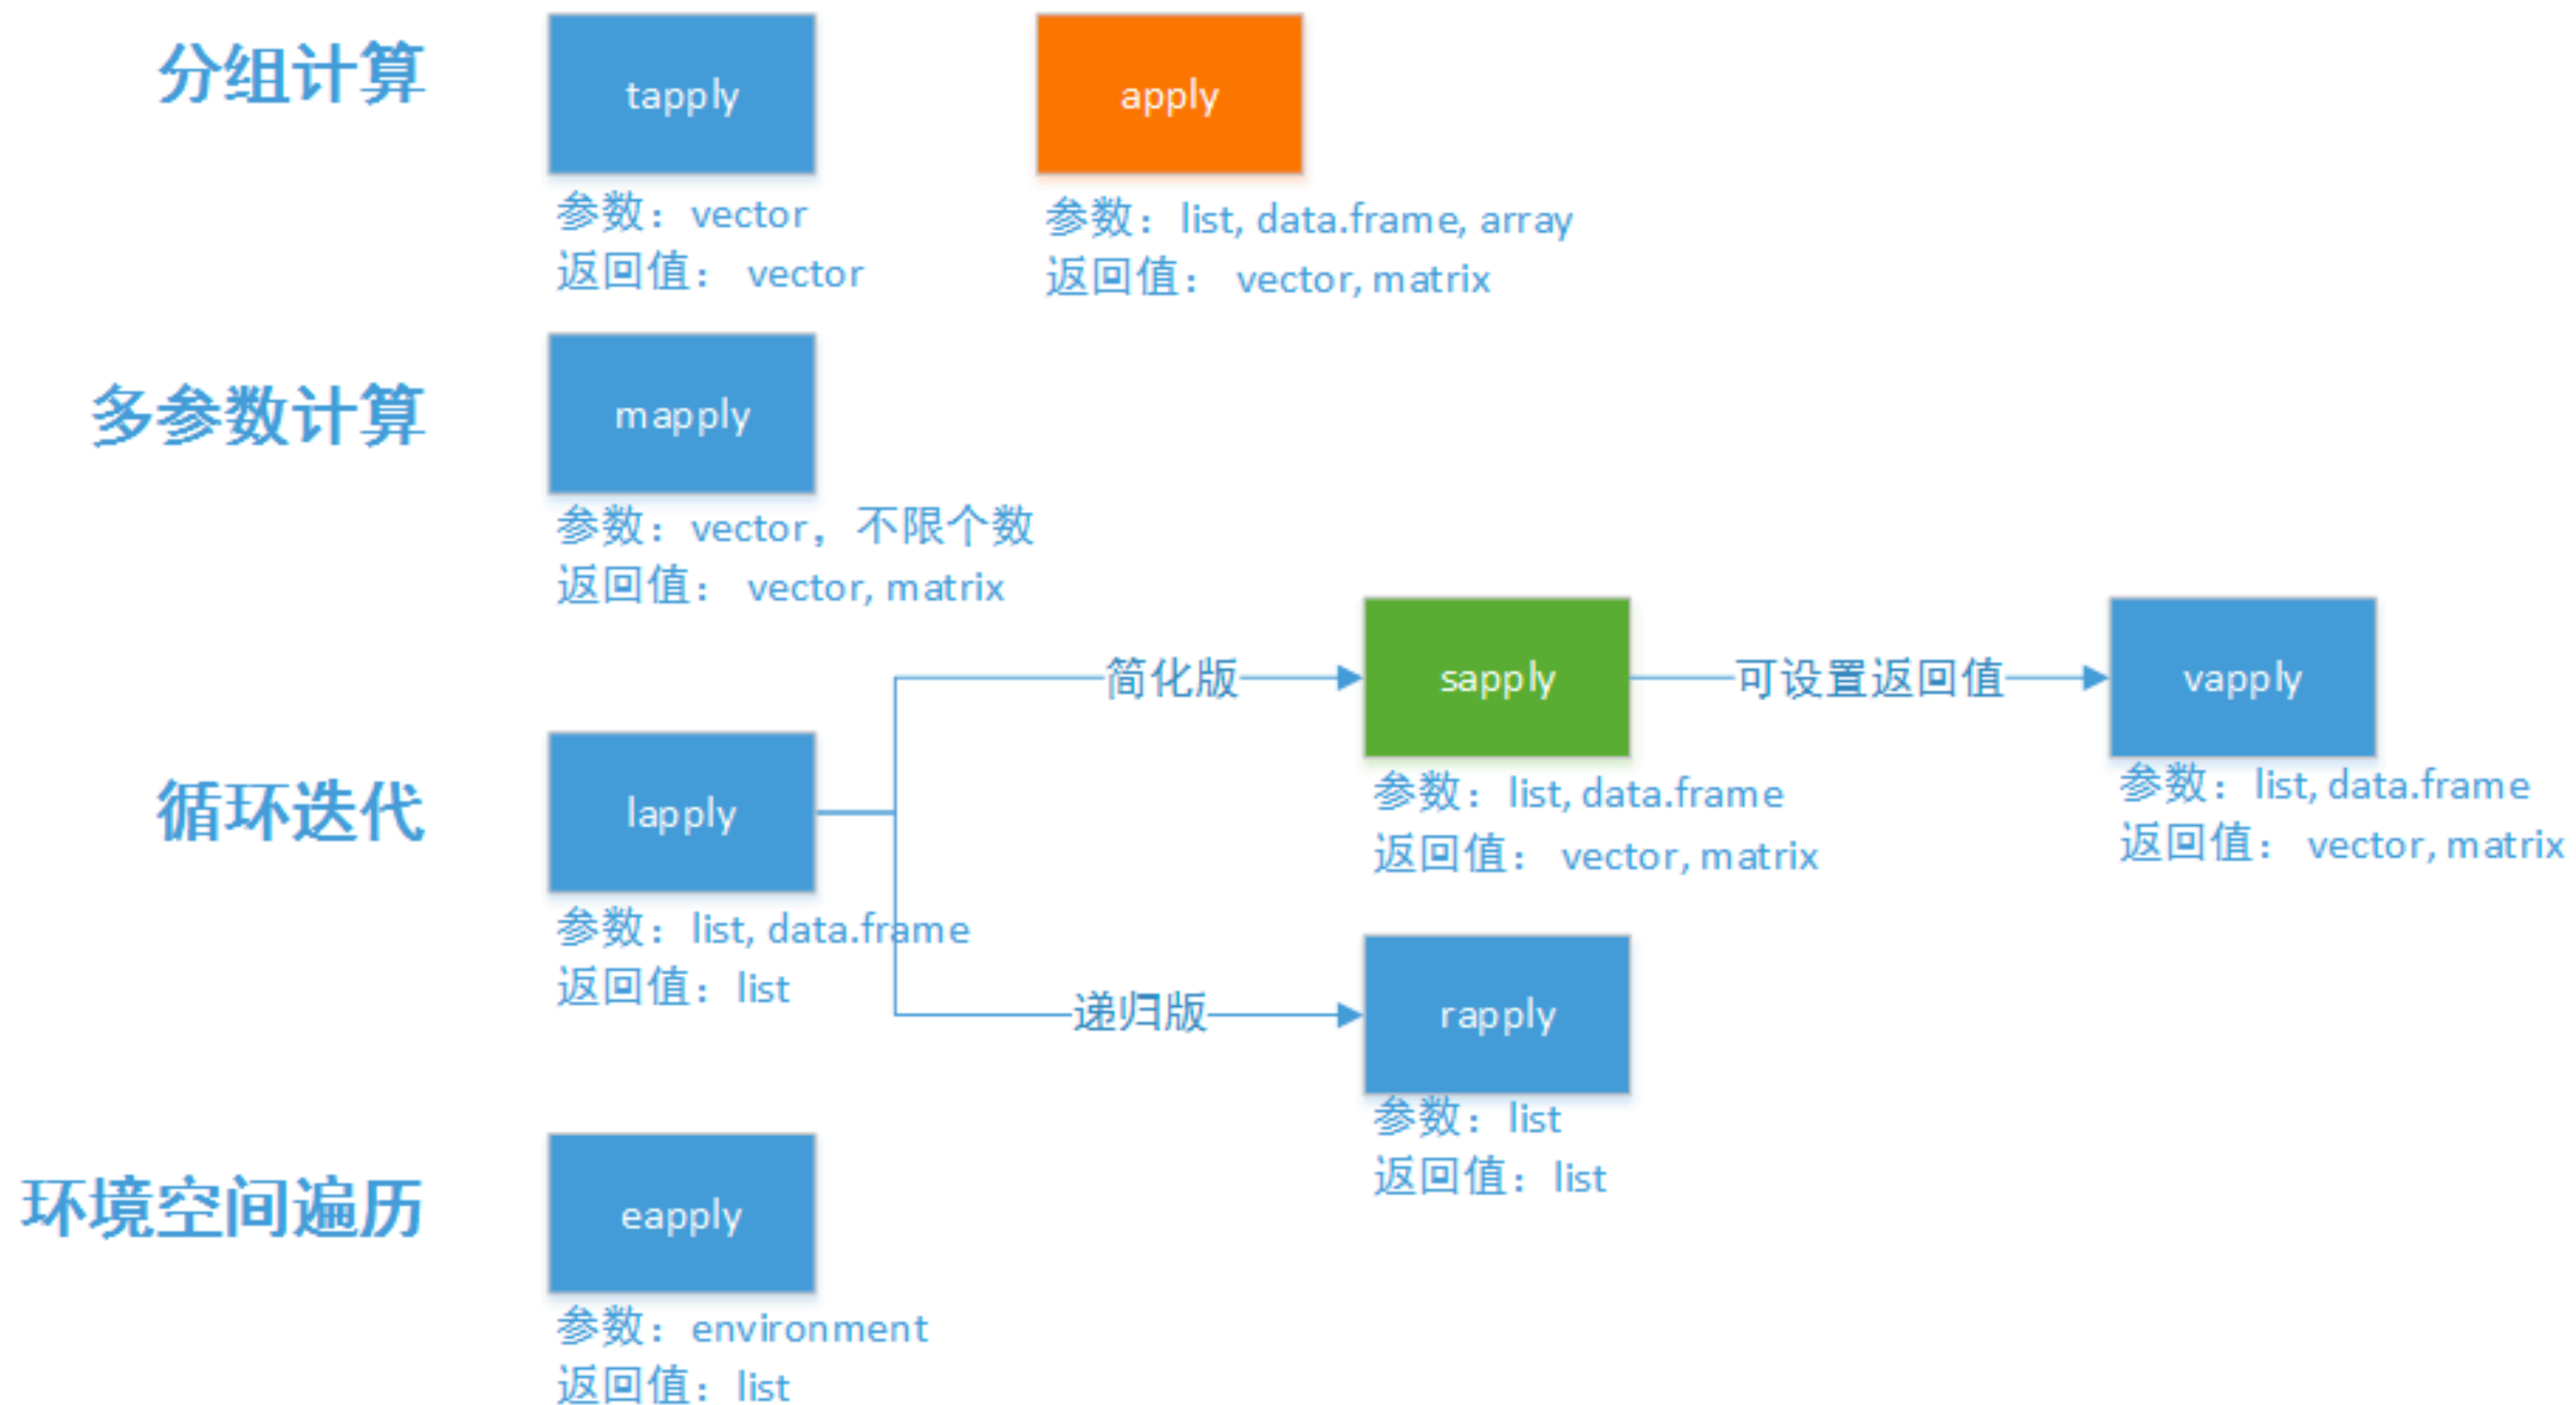 分组计算
tapply
apply
参数：vector
返回值： vector
参数：list, data.frame, array
返回值： vector, matrix
多参数计算
mapply
参数：vector，不限个数
返回值： vector, matrix
循环迭代
lapply
参数：list, data.frame
返回值：list
简化版
sapply
参数：list, data.frame
返回值： vector, matrix
可设置返回值
vapply
参数：list, data.frame
返回值： vector, matrix
递归版
rapply
参数：list
返回值：list
环境空间遍历
eapply
参数：environment
返回值：list